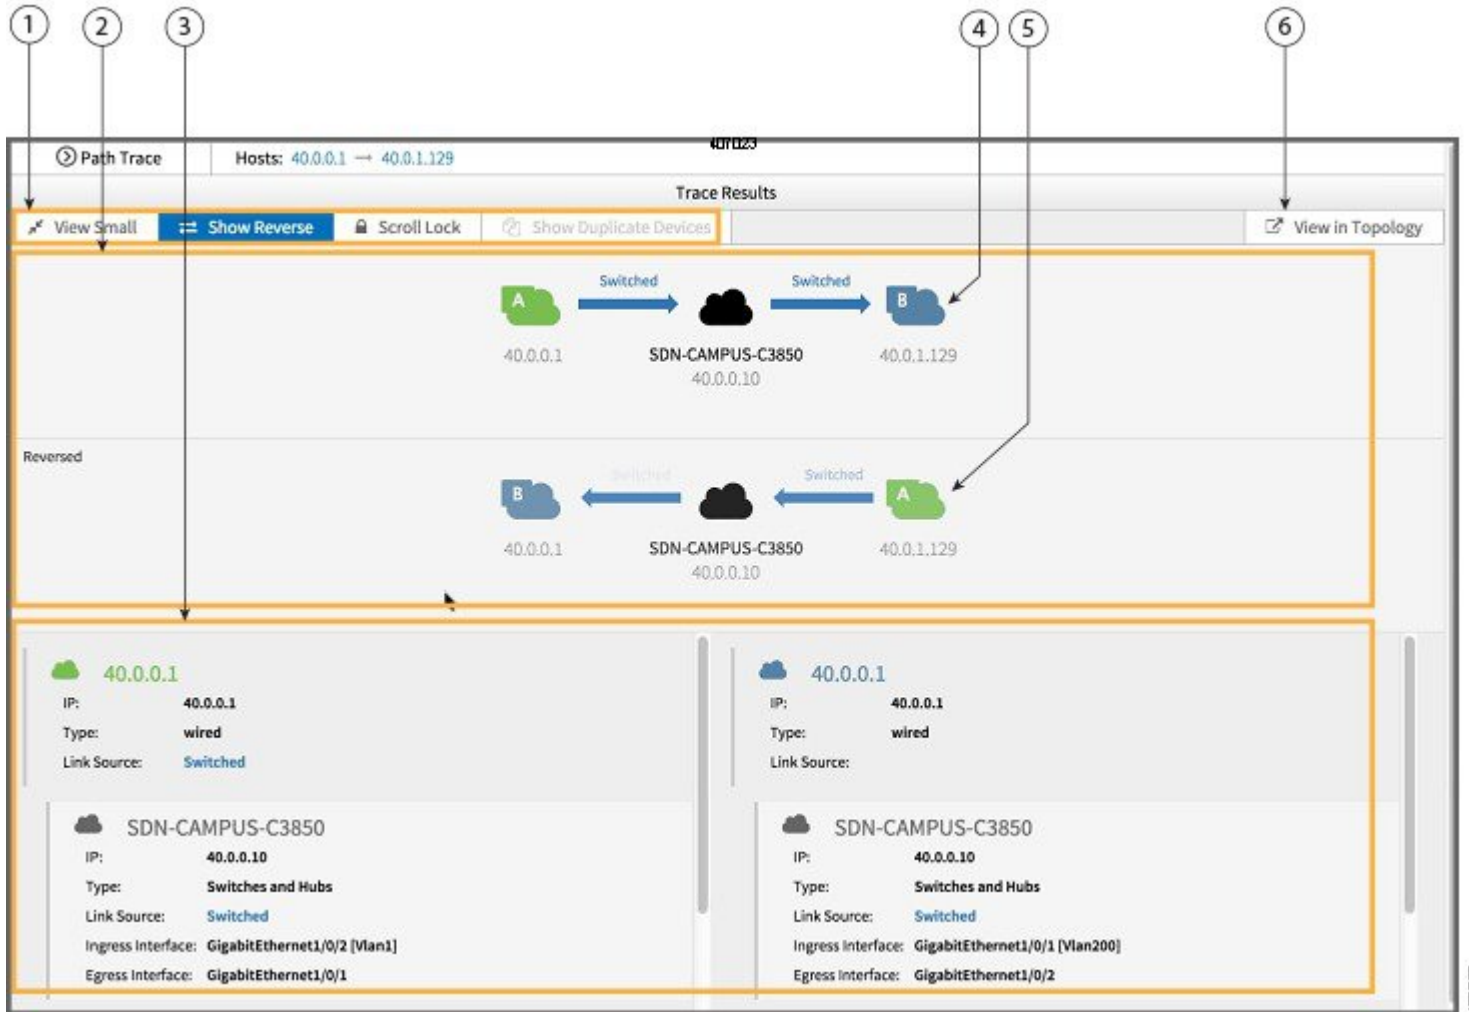 1 2 3 4 5 6
407023
Path Trace Hosts: 40.0.0.1 → 40.0.1.129
Trace Results
View Small Show Reverse Scroll Lock Show Duplicate Devices View in Topology
Switched Switched
A B
40.0.0.1 SDN-CAMPUS-C3850 40.0.1.129
40.0.0.10
Reversed
Switched Switched
B A
40.0.0.1 SDN-CAMPUS-C3850 40.0.1.129
40.0.0.10
40.0.0.1
IP: 40.0.0.1
Type: wired
Link Source: Switched
SDN-CAMPUS-C3850
IP: 40.0.0.10
Type: Switches and Hubs
Link Source: Switched
Ingress Interface: GigabitEthernet1/0/2 [Vlan1]
Egress Interface: GigabitEthernet1/0/1
40.0.0.1
IP: 40.0.0.1
Type: wired
Link Source:
SDN-CAMPUS-C3850
IP: 40.0.0.10
Type: Switches and Hubs
Link Source: Switched
Ingress Interface: GigabitEthernet1/0/1 [Vlan200]
Egress Interface: GigabitEthernet1/0/2